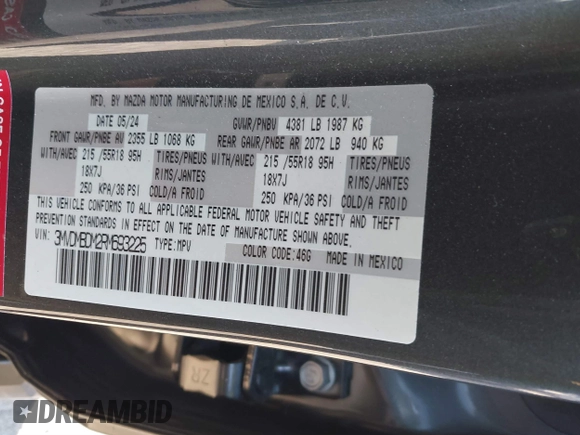 MFD. BY MAZDA MOTOR MANUFACTURING DE MEXICO S.A. DE C.V.
DATE 05/24 GVWR/PNBV 4381 LB 1987 KG
FRONT GAWR/PNBE AV 2355 LB 1068 KG REAR GAWR/PNBE AR 2072 LB 940 KG
WITH/AVEC 215 /55R18 95H TIRES/PNEUS WITH/AVEC 215 /55R18 95H TIRES/PNEUS
18X7J RIMS/JANTES 18X7J RIMS/JANTES
250 KPA/36 PSI COLD/A FROID 250 KPA/36 PSI COLD/A FROID
THIS VEHICLE CONFORMS TO ALL APPLICABLE FEDERAL MOTOR VEHICLE SAFETY AND THEFT
PREVENTION STANDARDS IN EFFECT ON THE DATE OF MANUFACTURE SHOWN ABOVE.
VIN: 3MVDMBDM2RM693225 TYPE:MPV COLOR CODE:46G MADE IN MEXICO
ZR
DREAMBID